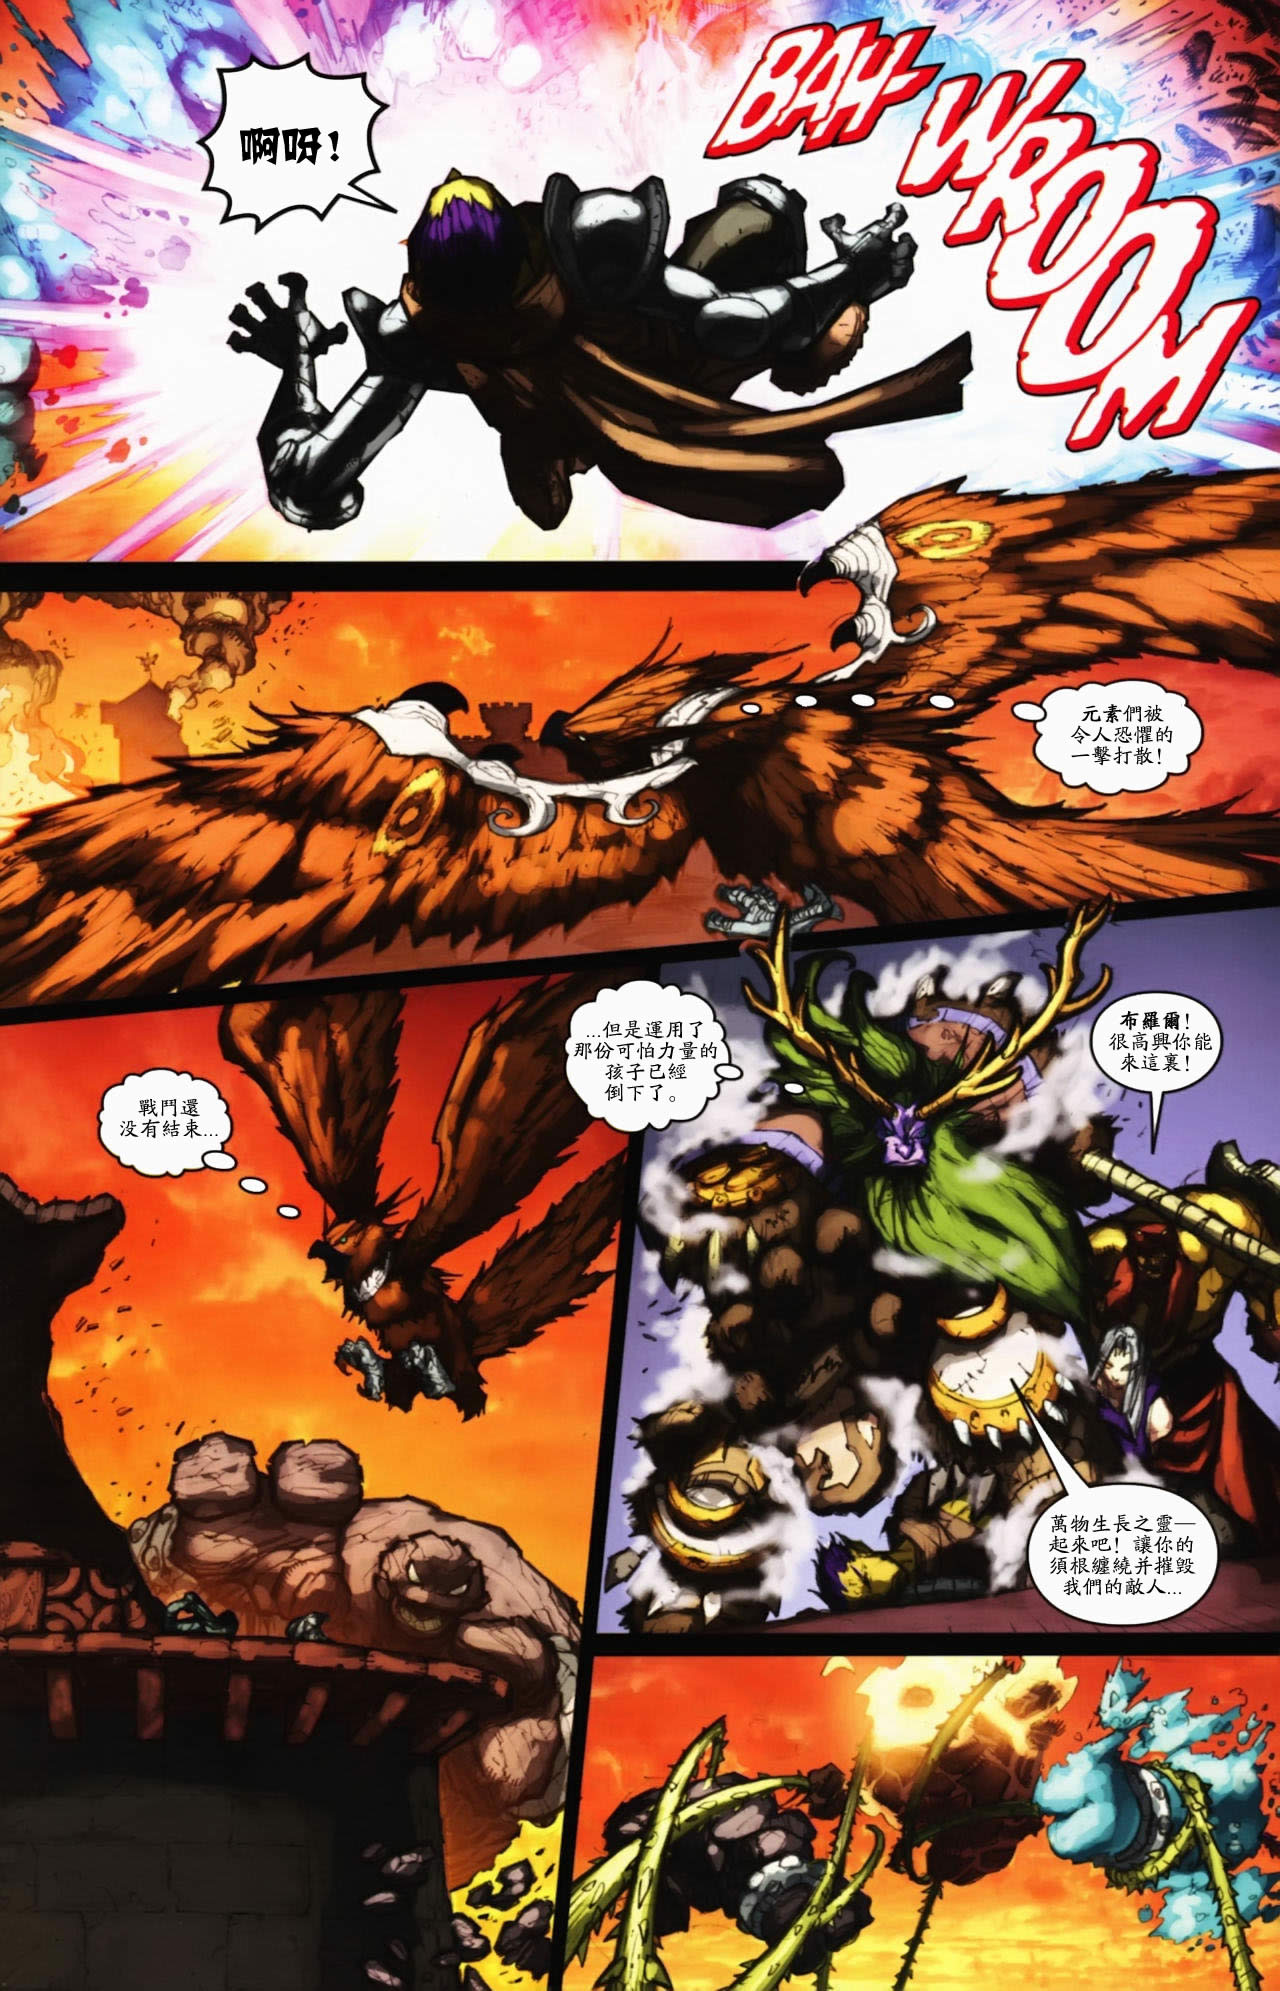 啊呀！
BAH-
WROOM
元素們被
令人恐懼的
一擊打散！
戰鬥還
没有結束...
...但是運用了
那份可怕力量的
孩子已經
倒下了。
布羅爾！
很高興你能
來這裏！
萬物生長之靈—
起來吧！讓你的
須根纏繞并摧毀
我們的敵人...